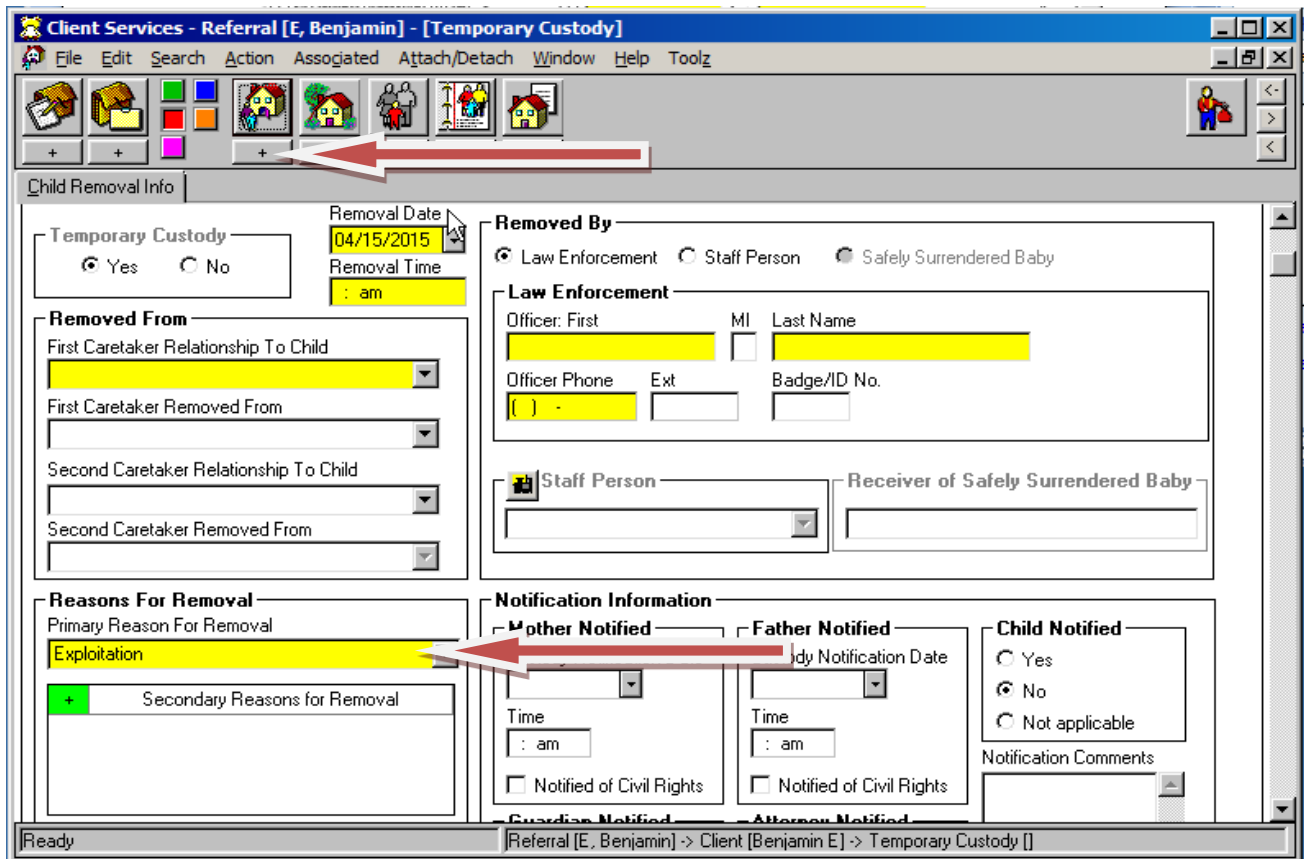 Client Services - Referral [E, Benjamin] - [Temporary Custody]
File Edit Search Action Associated Attach/Detach Window Help Toolz
<-
>
<
+ + +
Child Removal Info
Temporary Custody
Yes No
Removal Date
04/15/2015
Removal Time
: am
Removed By
Law Enforcement Staff Person Safely Surrendered Baby
Law Enforcement
Officer: First MI Last Name
Officer Phone Ext Badge/ID No.
( ) -
Removed From
First Caretaker Relationship To Child
First Caretaker Removed From
Second Caretaker Relationship To Child
Second Caretaker Removed From
Staff Person
Receiver of Safely Surrendered Baby
Reasons For Removal
Primary Reason For Removal
Exploitation
+ Secondary Reasons for Removal
Notification Information
Mother Notified
Time
: am
Notified of Civil Rights
Father Notified
Notification Date
Time
: am
Notified of Civil Rights
Child Notified
Yes
No
Not applicable
Notification Comments
Guardian Notified
Attorney Notified
Ready
Referral [E, Benjamin] -> Client [Benjamin E] -> Temporary Custody []